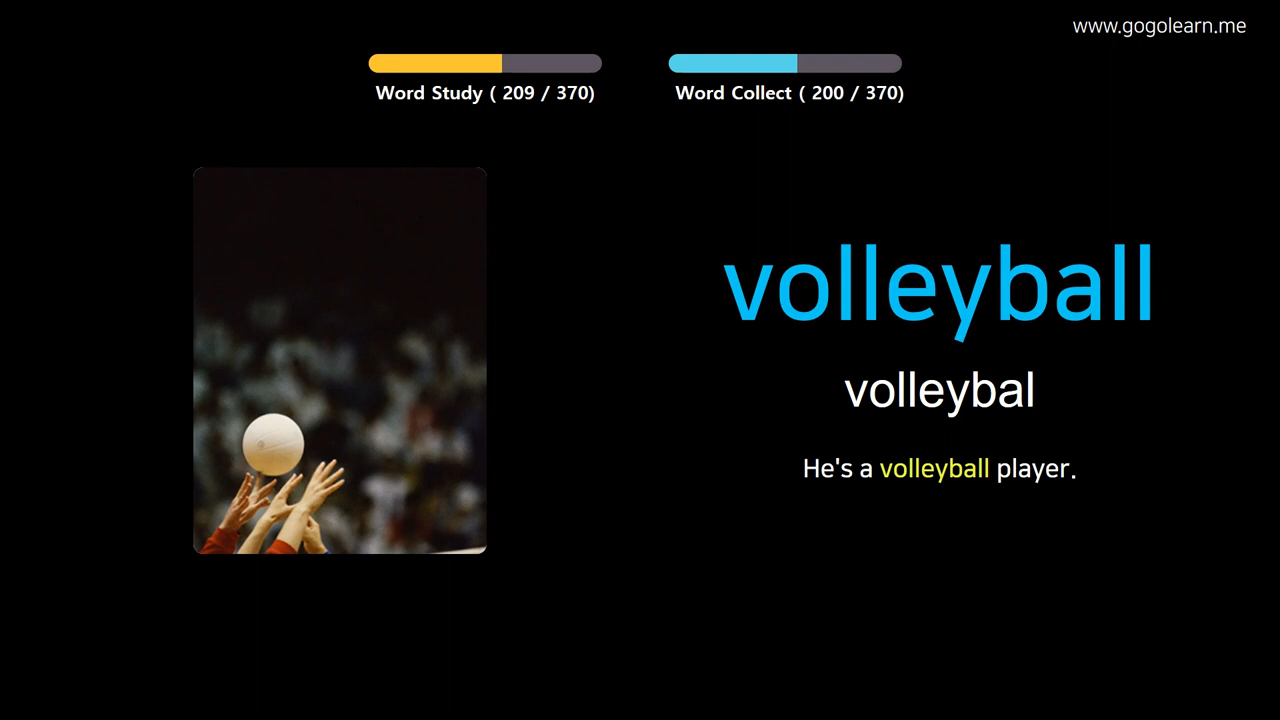 www.gogolearn.me
Word Study ( 209 / 370)
Word Collect ( 200 / 370)
volleyball
volleybal
He's a volleyball player.